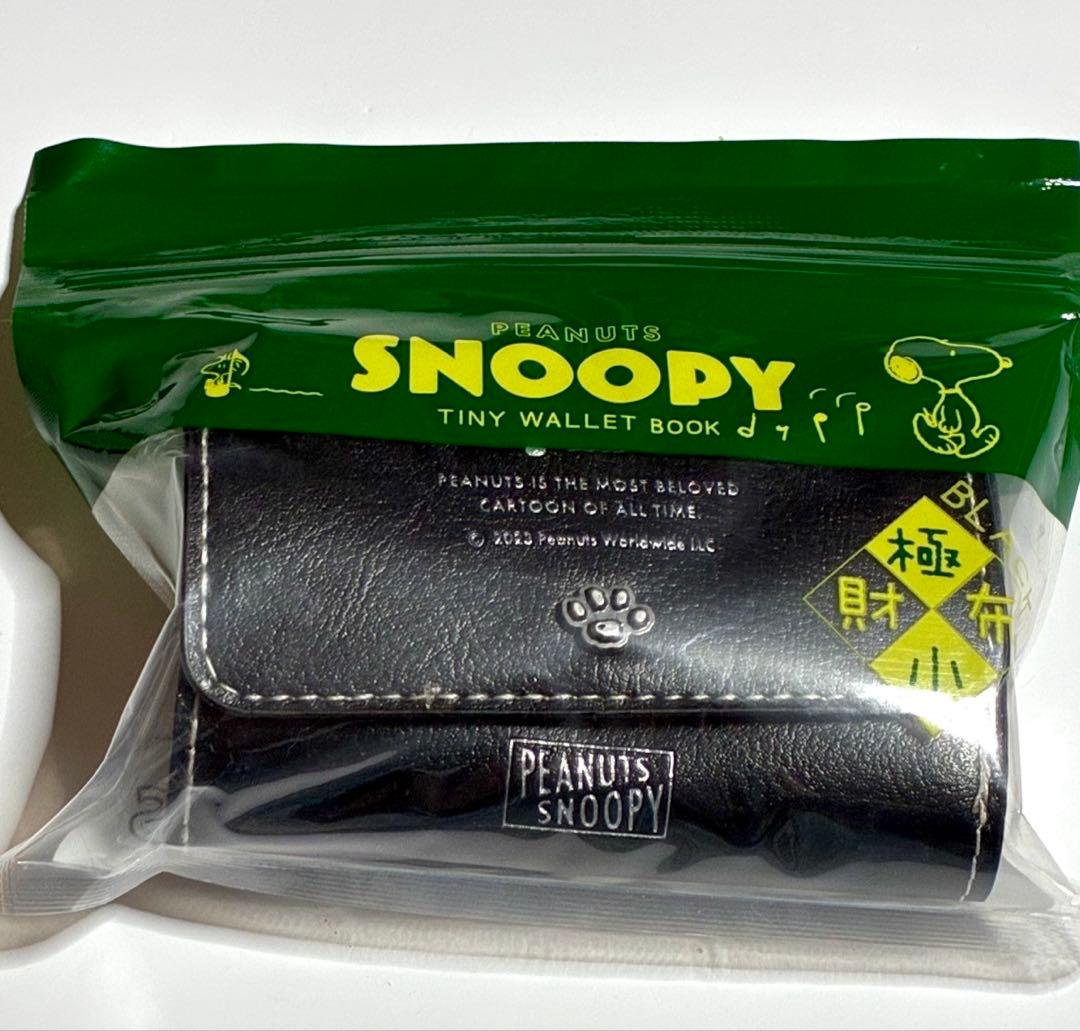 PEANUTS
SNOOPY
TINY WALLET BOOK
PEANUTS IS THE MOST BELOVED
CARTOON OF ALL TIME.
© 2023 Peanuts Worldwide LLC
BLACK
極
財布
小
PEANUTS
SNOOPY